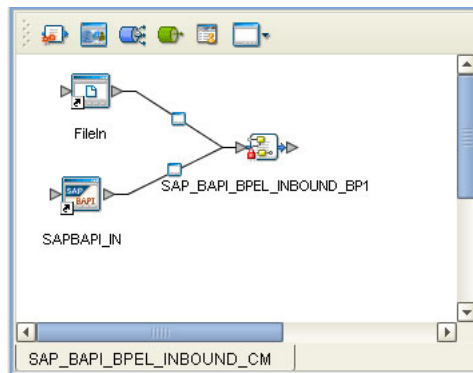 FileIn
SAP_BAPI_BPEL_INBOUND_BP1
SAP
BAPI
SAPBAPI_IN
SAP_BAPI_BPEL_INBOUND_CM